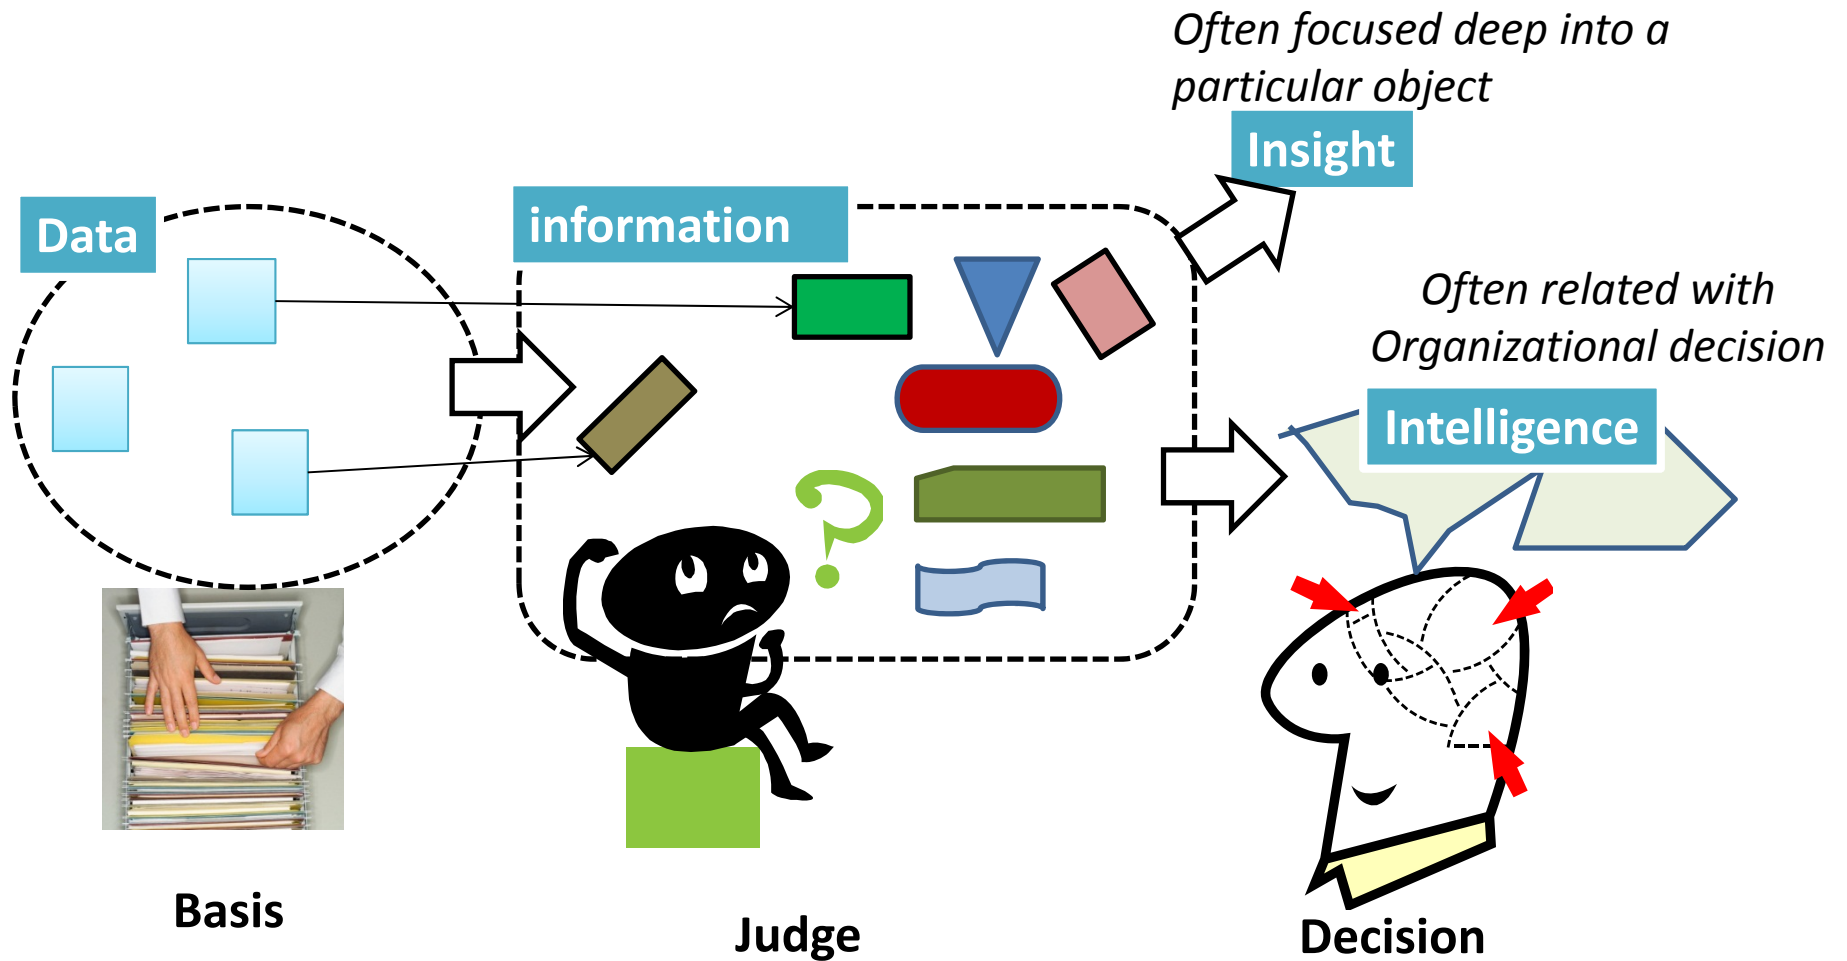 Often focused deep into a
particular object
Insight
Data
information
Often related with
Organizational decision
Intelligence
Basis
Judge
Decision